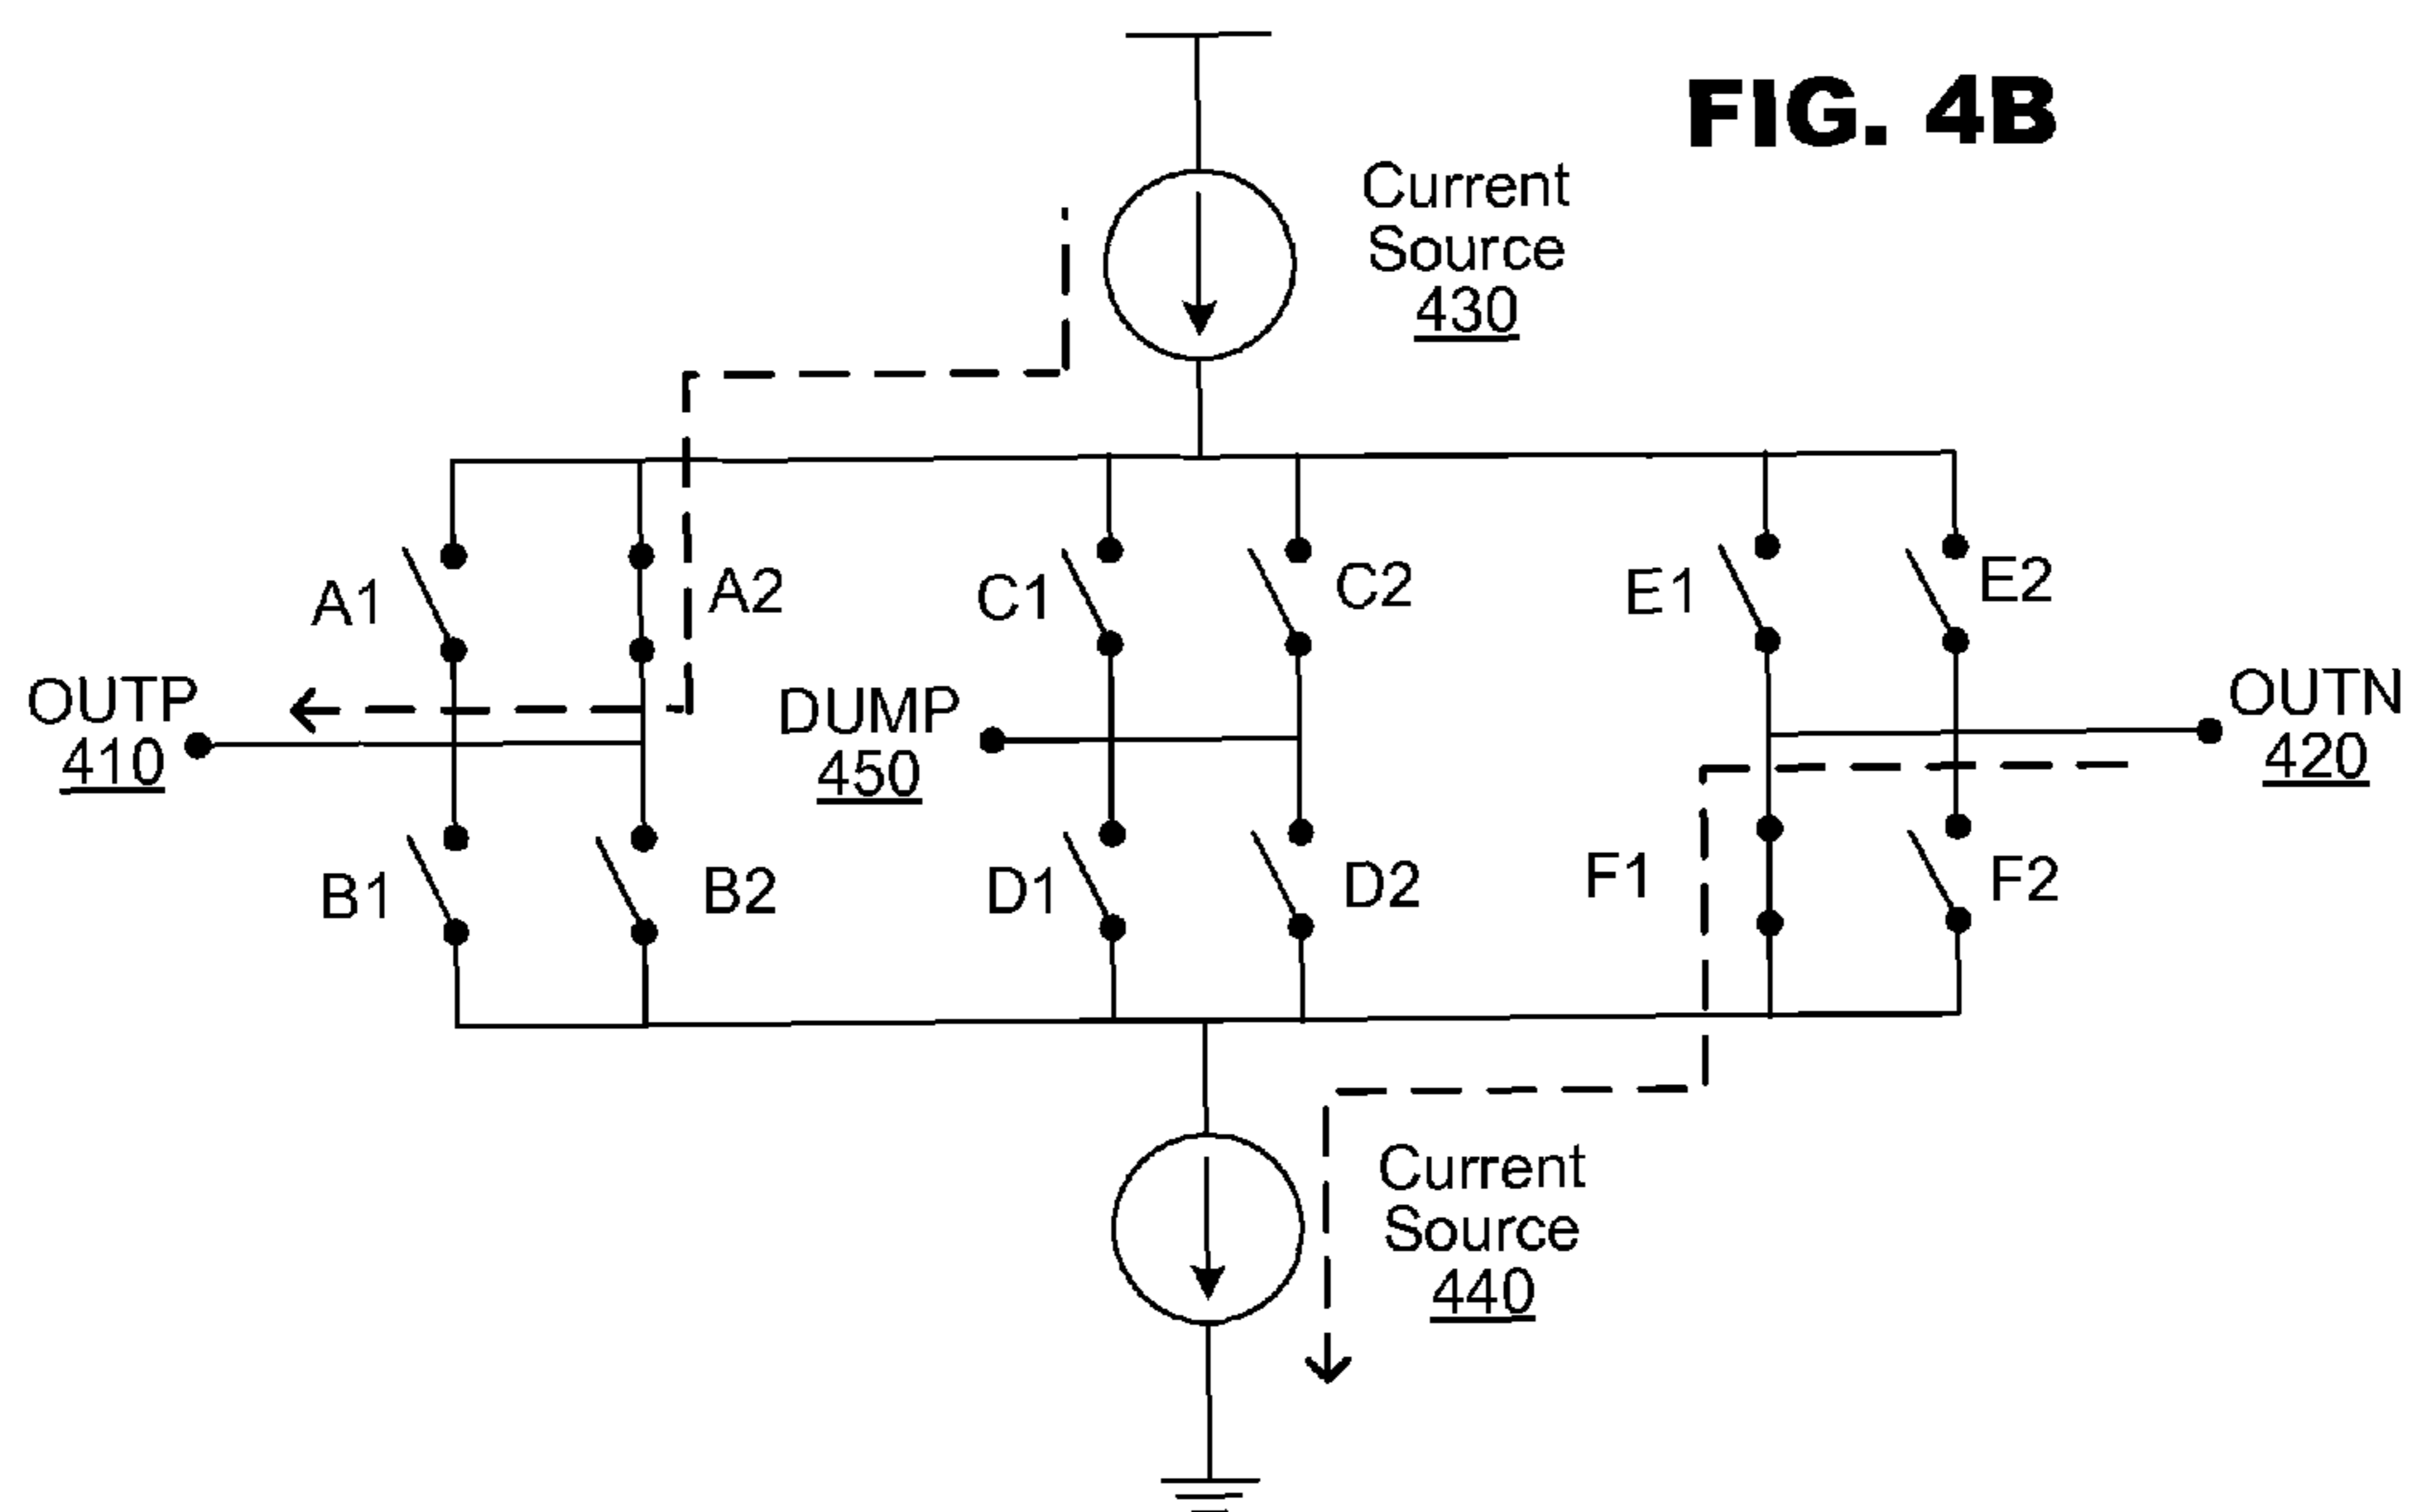 FIG. 4B
Current
Source
430
A1
A2
C1
C2
E1
E2
OUTP
410
DUMP
450
OUTN
420
B1
B2
D1
D2
F1
F2
Current
Source
440